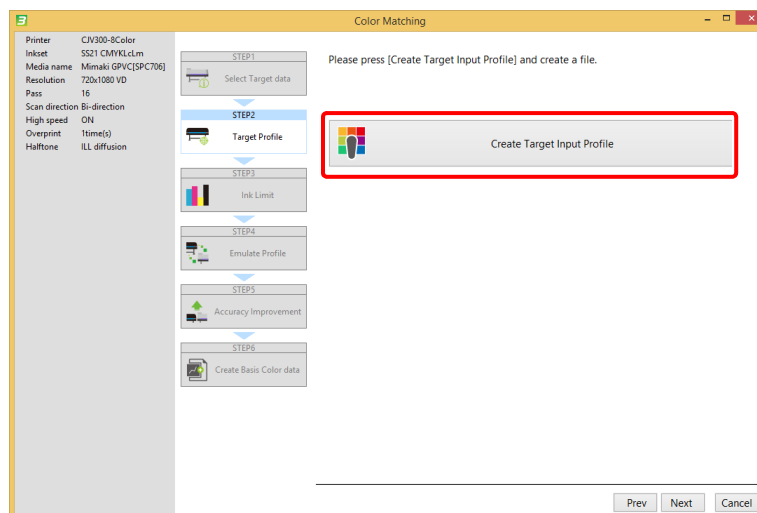 Color Matching
Printer CJV300-8Color
Inkset SS21 CMYKLcLm
Media name Mimaki GPVC[SPC706]
Resolution 720x1080 VD
Pass 16
Scan direction Bi-direction
High speed ON
Overprint 1time(s)
Halftone ILL diffusion
STEP1
Select Target data
STEP2
Target Profile
STEP3
Ink Limit
STEP4
Emulate Profile
STEP5
Accuracy Improvement
STEP6
Create Basis Color data
Please press [Create Target Input Profile] and create a file.
Create Target Input Profile
Prev Next Cancel